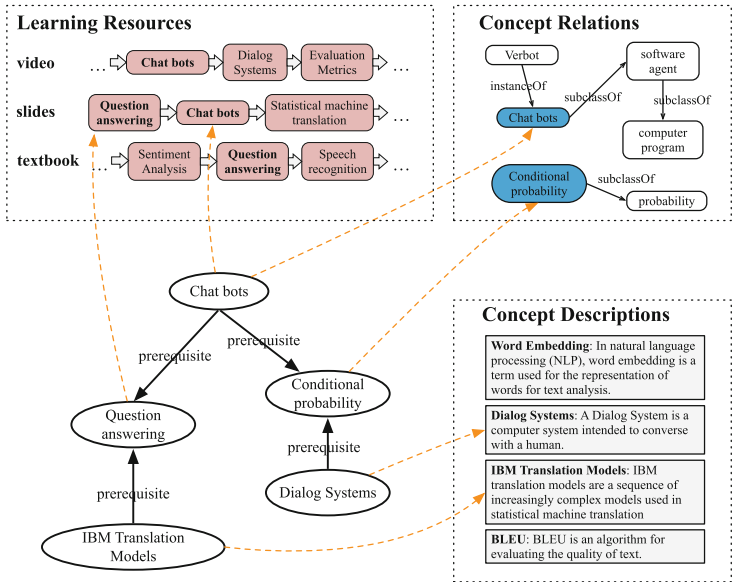 Learning Resources
video
...
Chat bots
Dialog
Systems
Evaluation
Metrics
...
slides
Question
answering
Chat bots
Statistical machine
translation
...
textbook
...
Sentiment
Analysis
Question
answering
Speech
recognition
...
Concept Relations
Verbot
software
agent
instanceOf
subclassOf
subclassOf
Chat bots
computer
program
Conditional
probability
subclassOf
probability
Chat bots
prerequisite
prerequisite
Question
answering
Conditional
probability
prerequisite
prerequisite
Dialog Systems
IBM Translation
Models
Concept Descriptions
Word Embedding: In natural language
processing (NLP), word embedding is a
term used for the representation of
words for text analysis.
Dialog Systems: A Dialog System is a
computer system intended to converse
with a human.
IBM Translation Models: IBM
translation models are a sequence of
increasingly complex models used in
statistical machine translation
BLEU: BLEU is an algorithm for
evaluating the quality of text.